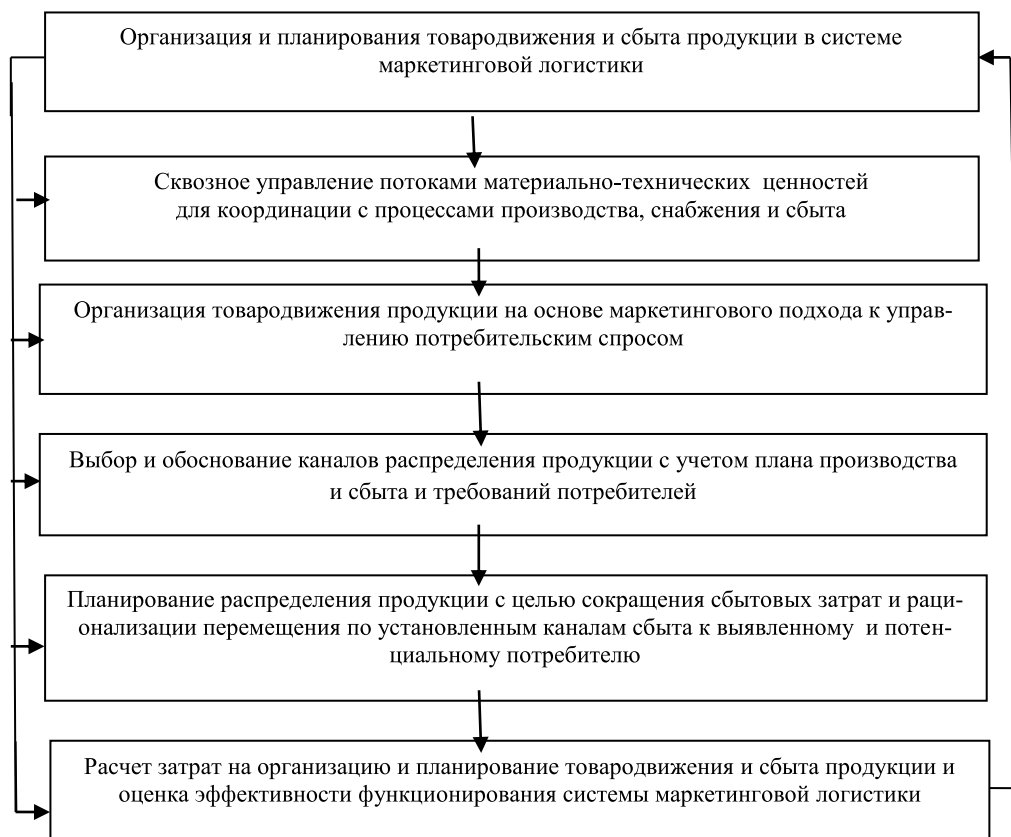 Организация и планирования товародвижения и сбыта продукции в системе
маркетинговой логистики
Сквозное управление потоками материально-технических ценностей
для координации с процессами производства, снабжения и сбыта
Организация товародвижения продукции на основе маркетингового подхода к управ-
лению потребительским спросом
Выбор и обоснование каналов распределения продукции с учетом плана производства
и сбыта и требований потребителей
Планирование распределения продукции с целью сокращения сбытовых затрат и раци-
онализации перемещения по установленным каналам сбыта к выявленному и потен-
циальному потребителю
Расчет затрат на организацию и планирование товародвижения и сбыта продукции и
оценка эффективности функционирования системы маркетинговой логистики